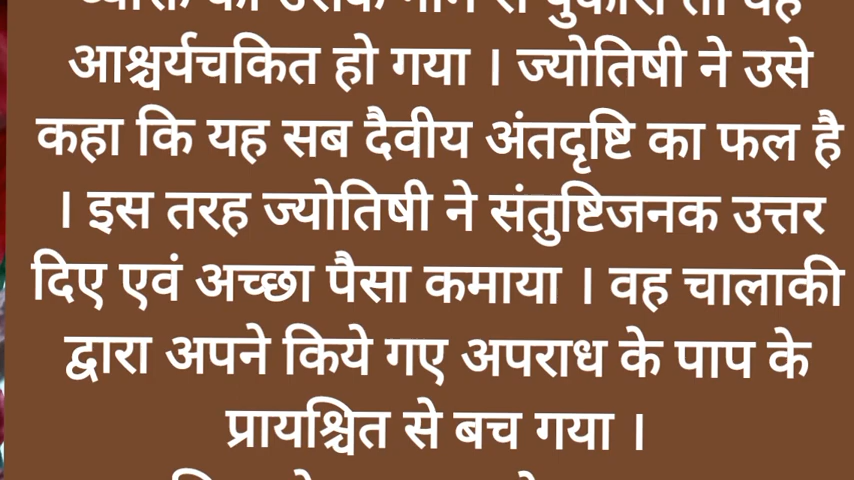 आश्चर्यचकित हो गया । ज्योतिषी ने उसे
कहा कि यह सब दैवीय अंतदृष्टि का फल है
। इस तरह ज्योतिषी ने संतुष्टिजनक उत्तर
दिए एवं अच्छा पैसा कमाया । वह चालाकी
द्वारा अपने किये गए अपराध के पाप के
प्रायश्चित से बच गया ।